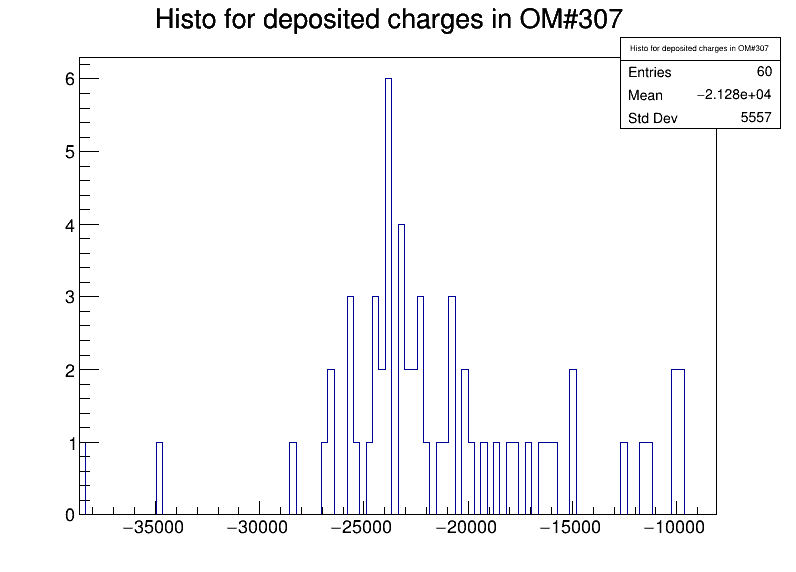 Histo for deposited charges in OM#307
Histo for deposited charges in OM#307
Entries 60
Mean −2.128e+04
Std Dev 5557
6
5
4
3
2
1
0
−35000 −30000 −25000 −20000 −15000 −10000